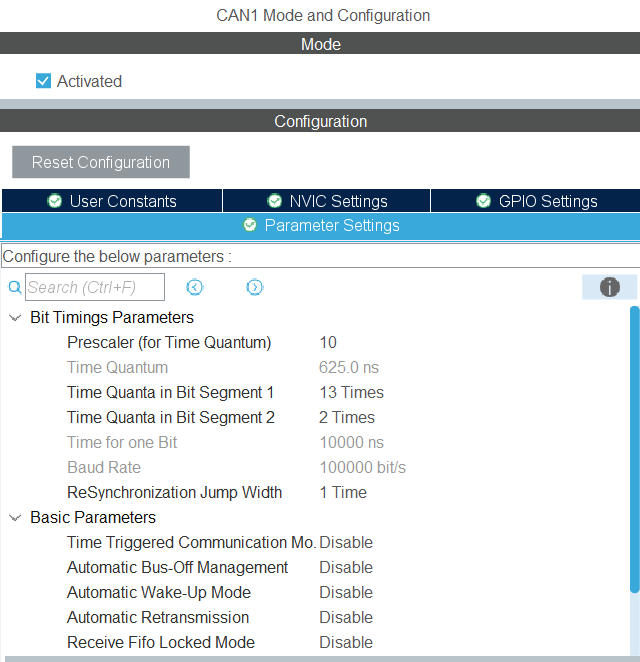 CAN1 Mode and Configuration
Mode
Activated
Configuration
Reset Configuration
User Constants NVIC Settings GPIO Settings
Parameter Settings
Configure the below parameters :
Search (Ctrl+F)
Bit Timings Parameters
Prescaler (for Time Quantum) 10
Time Quantum 625.0 ns
Time Quanta in Bit Segment 1 13 Times
Time Quanta in Bit Segment 2 2 Times
Time for one Bit 10000 ns
Baud Rate 100000 bit/s
ReSynchronization Jump Width 1 Time
Basic Parameters
Time Triggered Communication Mo. Disable
Automatic Bus-Off Management Disable
Automatic Wake-Up Mode Disable
Automatic Retransmission Disable
Receive Fifo Locked Mode Disable